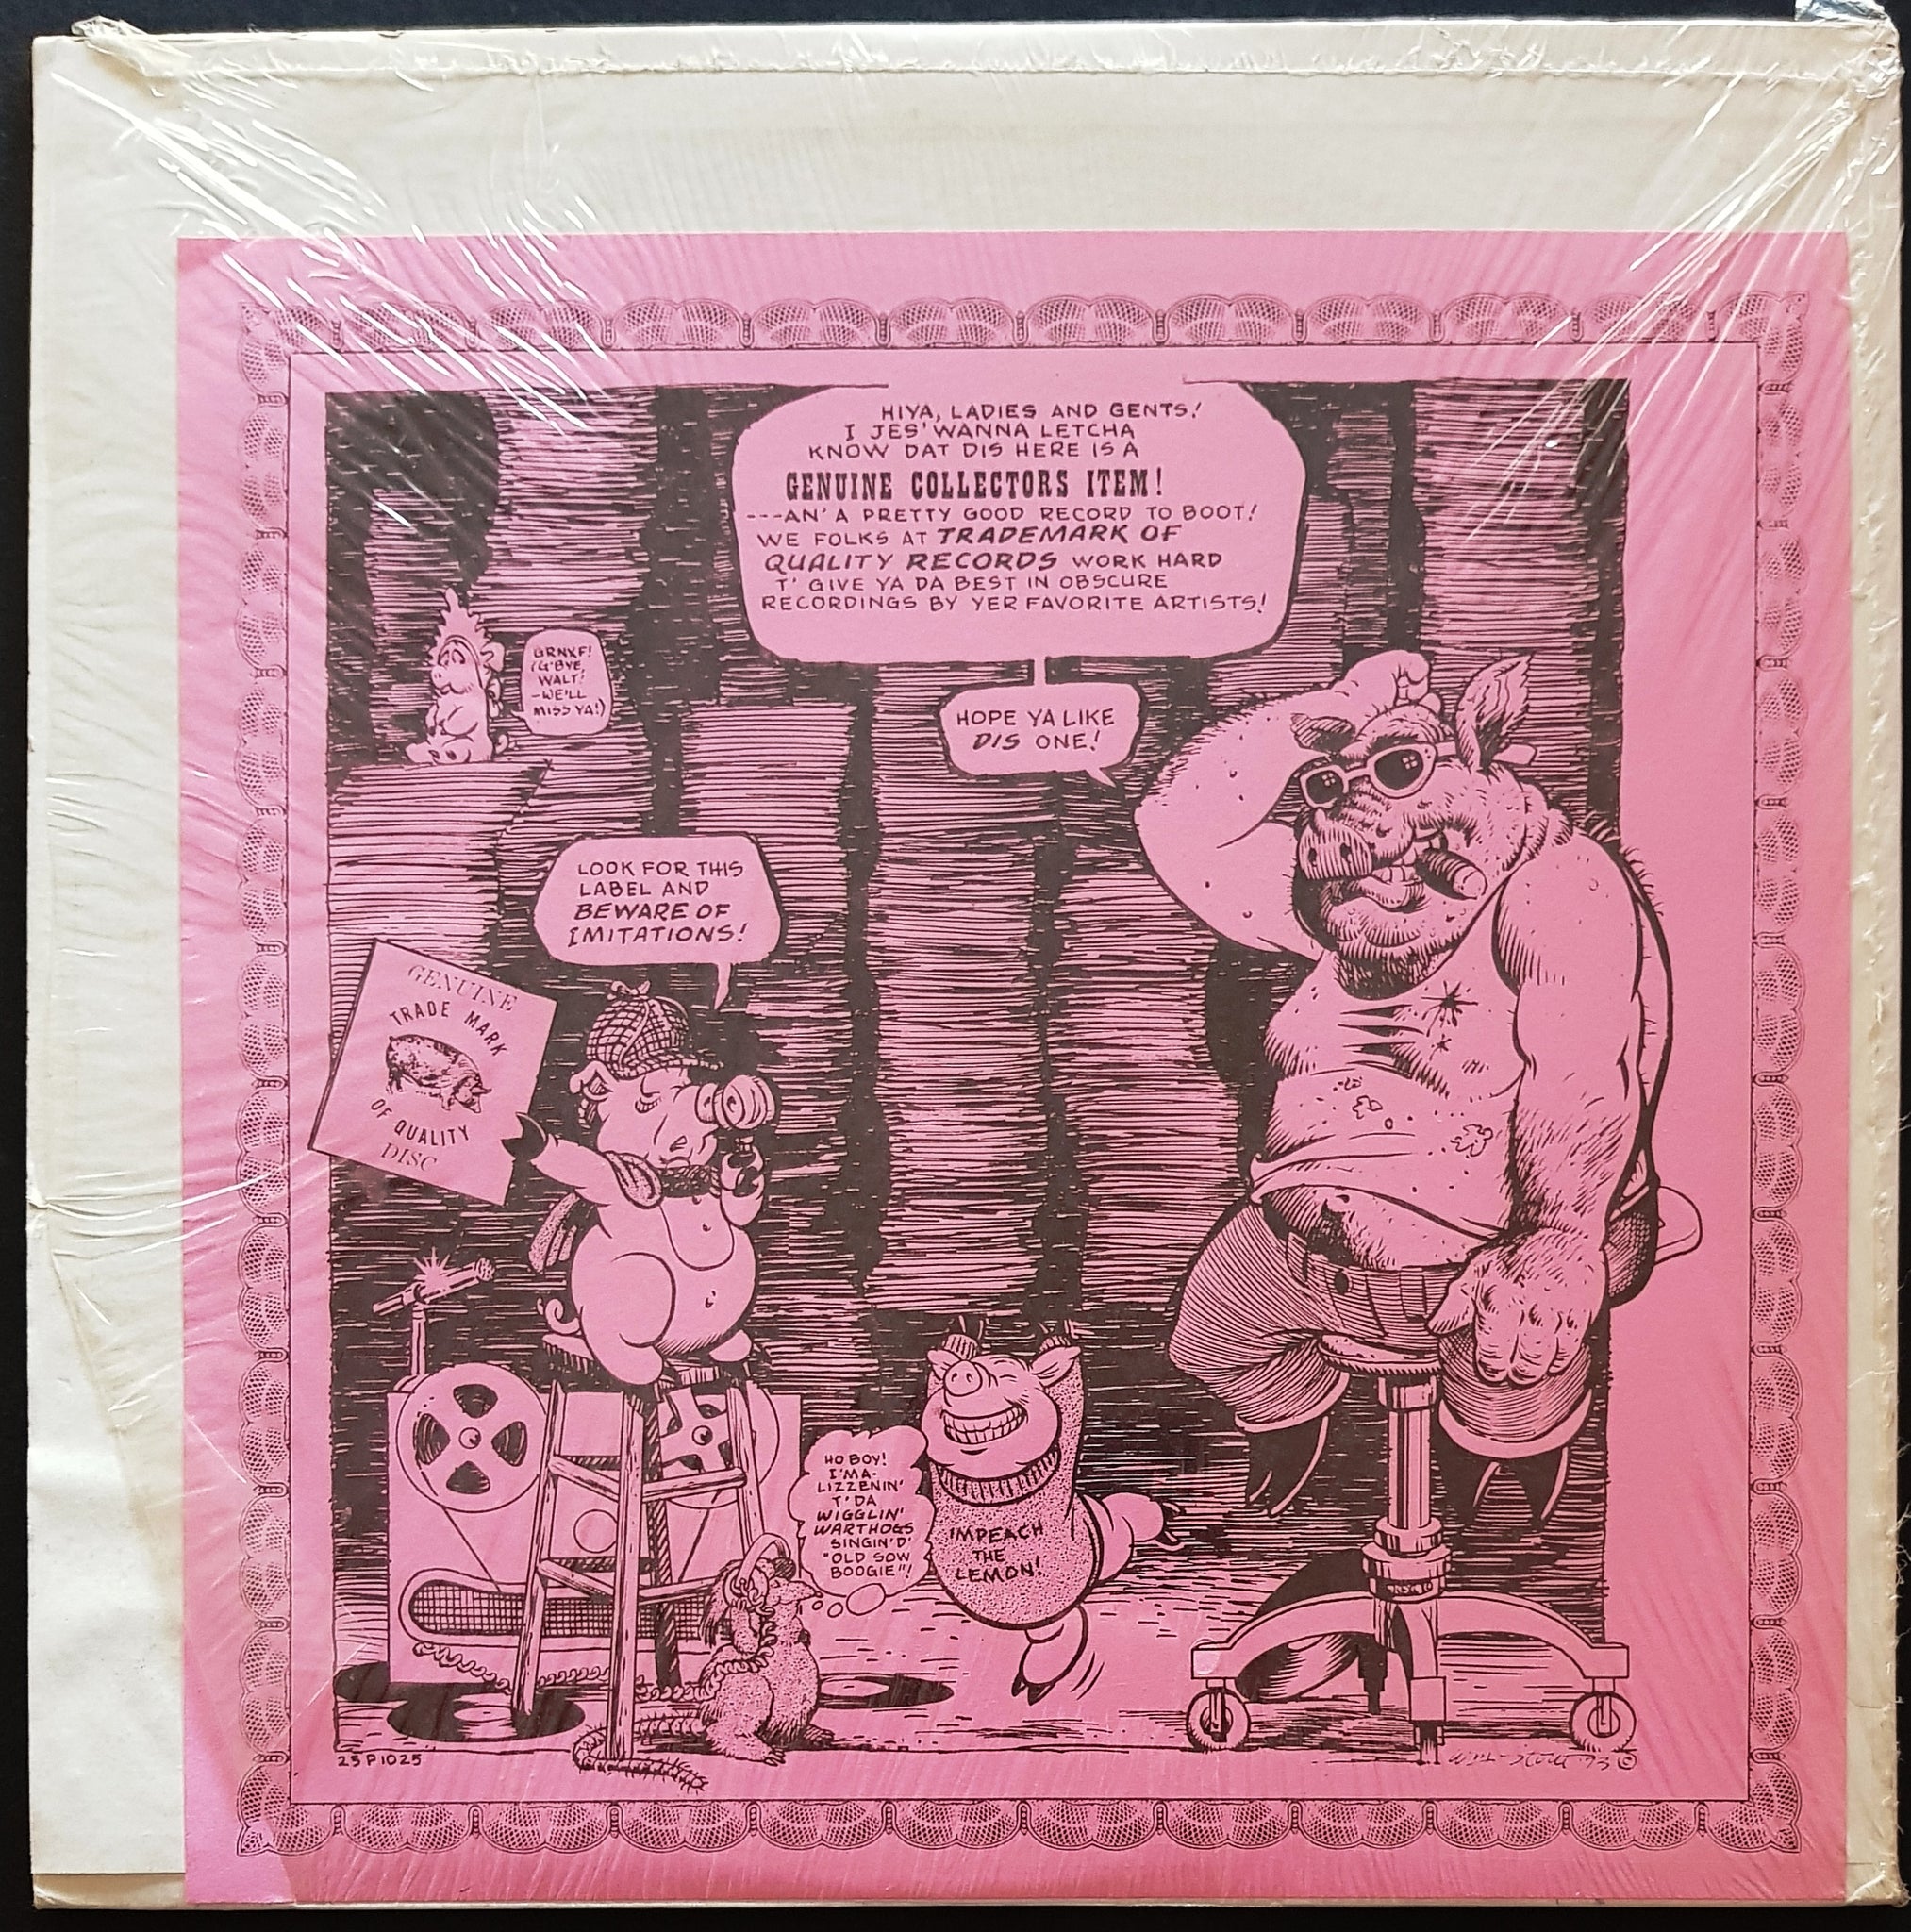 HIYA, LADIES AND GENTS!
I JES' WANNA LETCHA
KNOW DAT DIS HERE IS A
GENUINE COLLECTORS ITEM!
---AN' A PRETTY GOOD RECORD TO BOOT!
WE FOLKS AT TRADEMARK OF
QUALITY RECORDS WORK HARD
T' GIVE YA DA BEST IN OBSCURE
RECORDINGS BY YER FAVORITE ARTISTS!
GRNXF!
(G'BYE,
WALT!
-WE'LL
MISS YA!)
HOPE YA LIKE
DIS ONE!
LOOK FOR THIS
LABEL AND
BEWARE OF
IMITATIONS!
GENUINE
TRADE MARK
OF QUALITY
DISC
HO BOY!
I'M A-
LIZZENIN'
T' DA
WIGGLIN'
WARTHOGS
SINGIN' D'
"OLD SOW
BOOGIE"!
IMPEACH
THE
LEMON!
25 P 1025
'73 ©